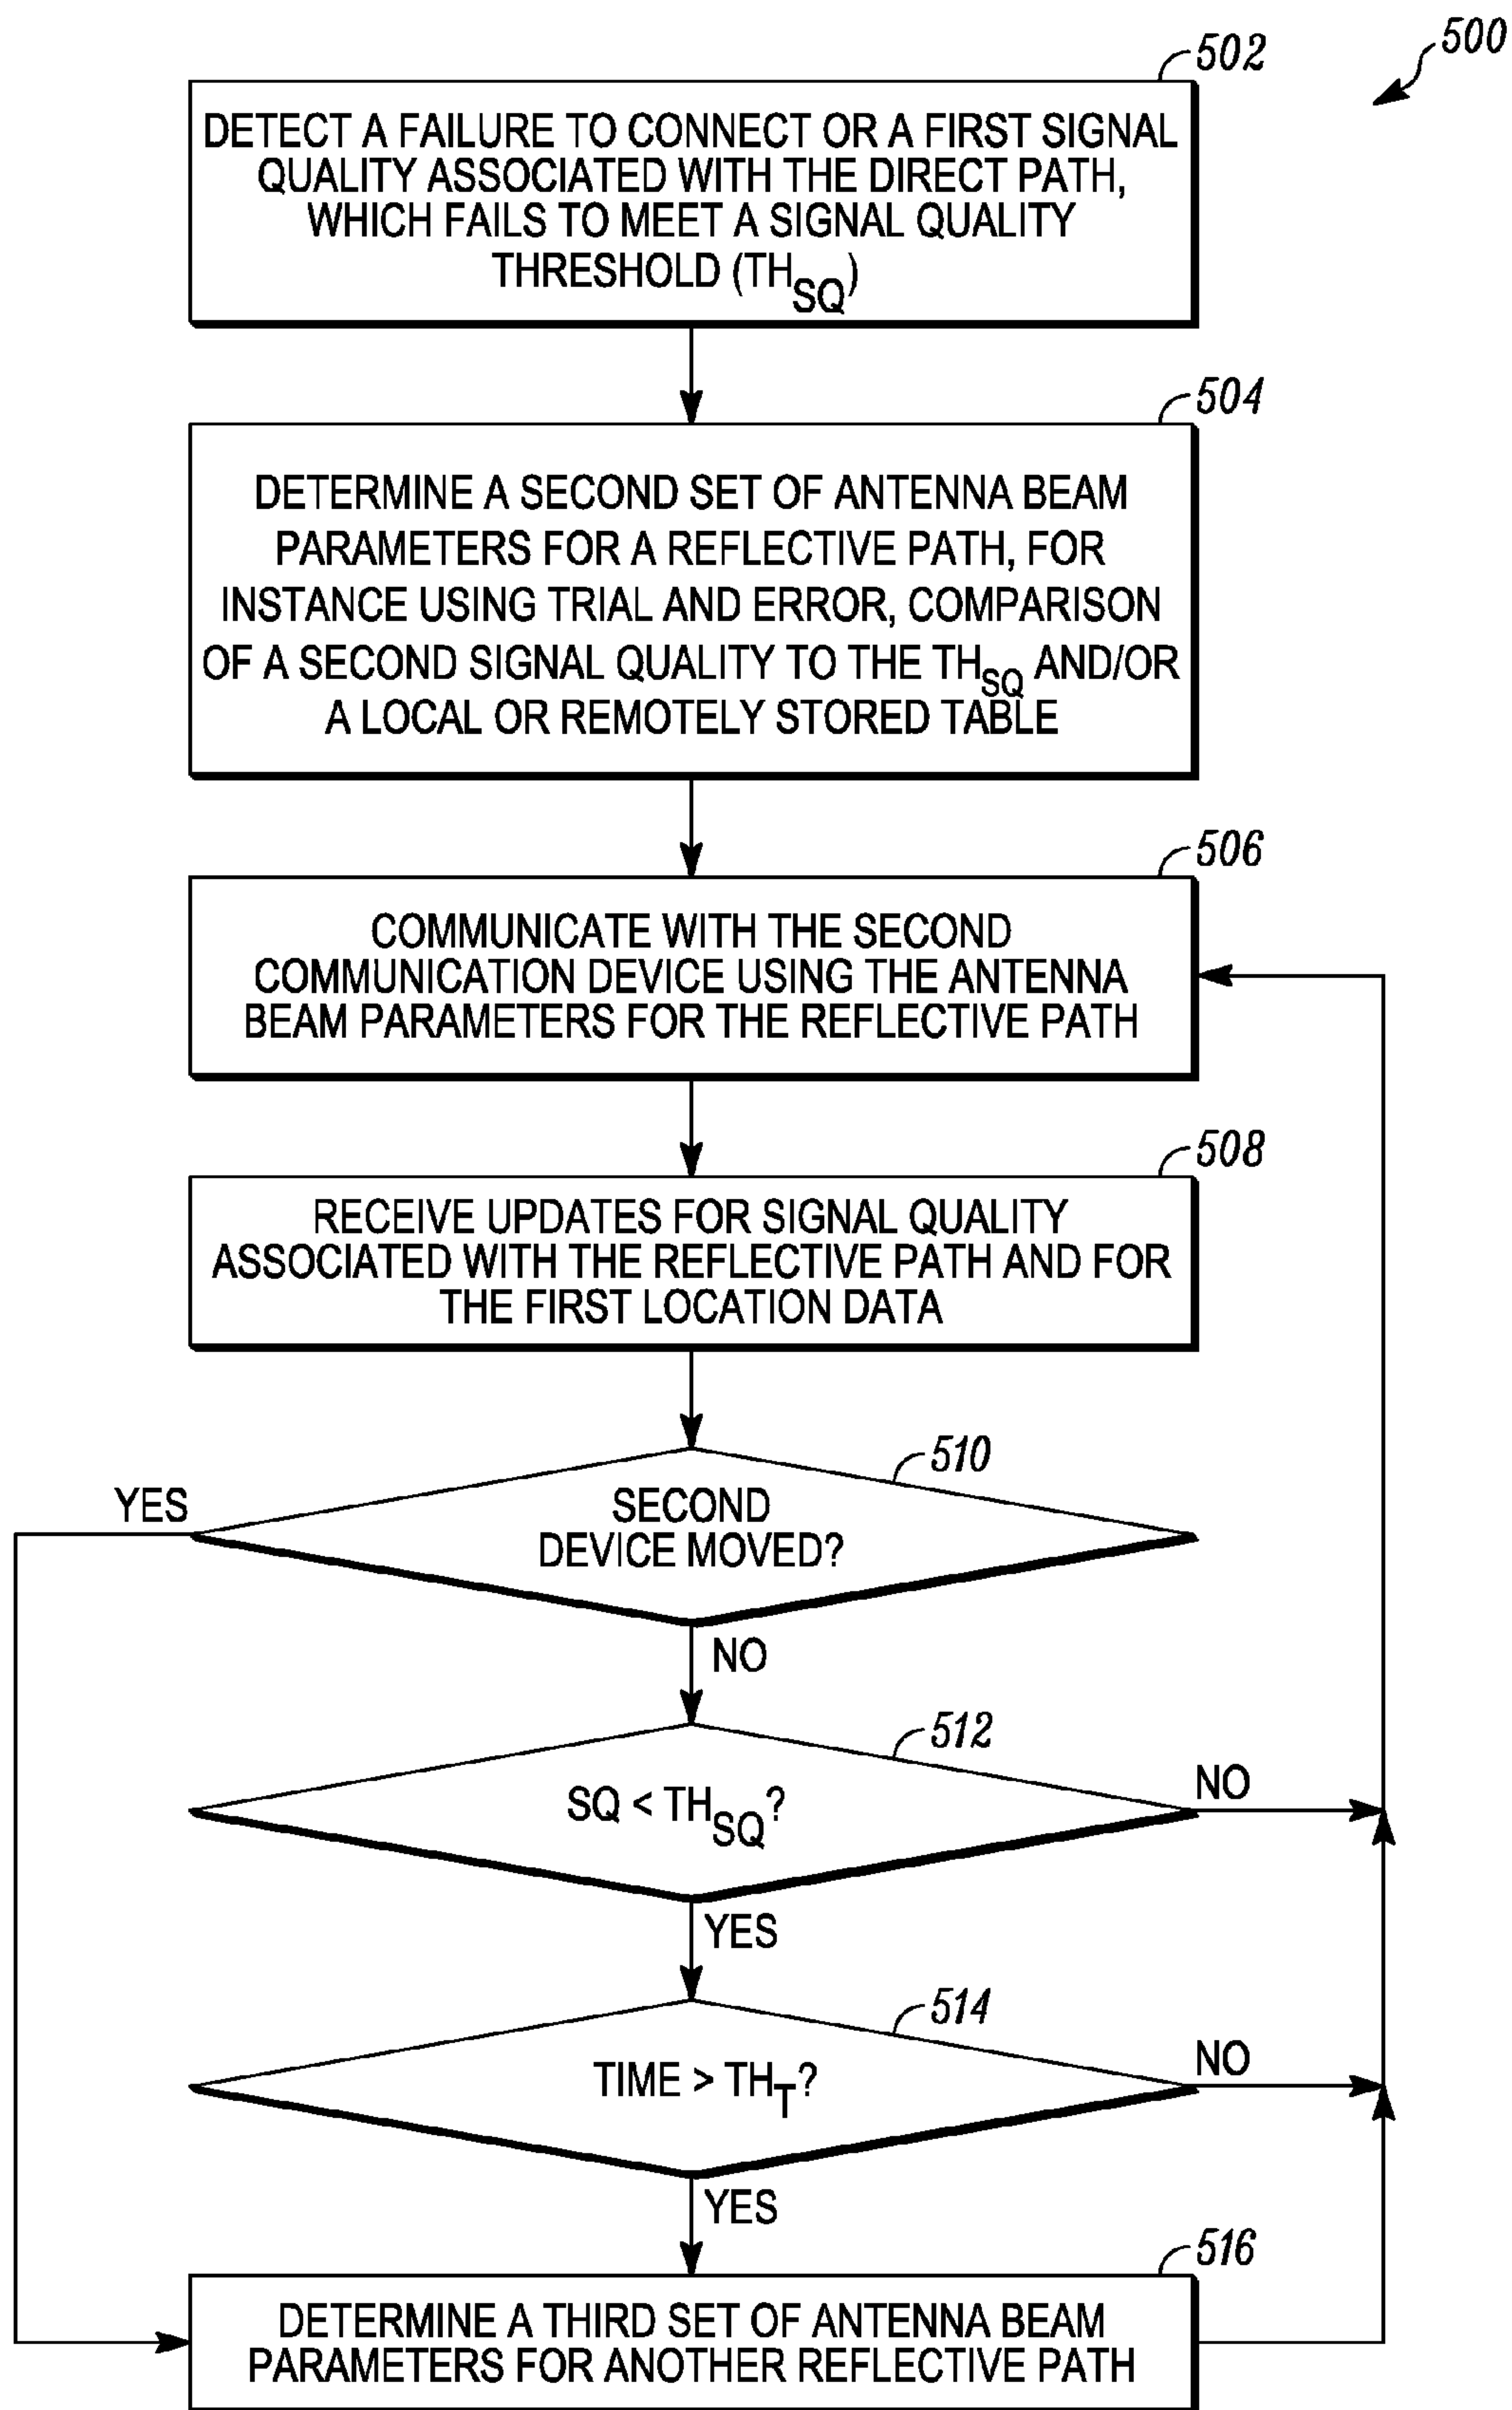 500
502
DETECT A FAILURE TO CONNECT OR A FIRST SIGNAL
QUALITY ASSOCIATED WITH THE DIRECT PATH,
WHICH FAILS TO MEET A SIGNAL QUALITY
THRESHOLD (TH_SQ)
504
DETERMINE A SECOND SET OF ANTENNA BEAM
PARAMETERS FOR A REFLECTIVE PATH, FOR
INSTANCE USING TRIAL AND ERROR, COMPARISON
OF A SECOND SIGNAL QUALITY TO THE TH_SQ AND/OR
A LOCAL OR REMOTELY STORED TABLE
506
COMMUNICATE WITH THE SECOND
COMMUNICATION DEVICE USING THE ANTENNA
BEAM PARAMETERS FOR THE REFLECTIVE PATH
508
RECEIVE UPDATES FOR SIGNAL QUALITY
ASSOCIATED WITH THE REFLECTIVE PATH AND FOR
THE FIRST LOCATION DATA
510
YES
SECOND
DEVICE MOVED?
NO
512
SQ < TH_SQ?
NO
YES
514
TIME > TH_T?
NO
YES
516
DETERMINE A THIRD SET OF ANTENNA BEAM
PARAMETERS FOR ANOTHER REFLECTIVE PATH